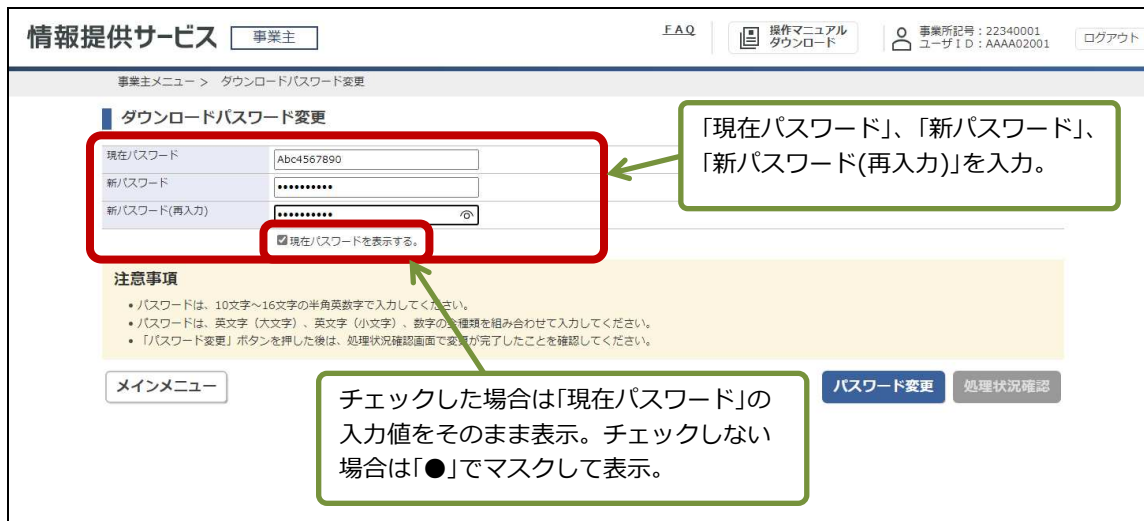 情報提供サービス 事業主
FAQ
操作マニュアル
ダウンロード
事業所記号：22340001
ユーザＩＤ：AAAA02001
ログアウト
事業主メニュー ＞ ダウンロードパスワード変更
ダウンロードパスワード変更
現在パスワード Abc4567890
新パスワード ●●●●●●●●●●
新パスワード(再入力) ●●●●●●●●●●
現在パスワードを表示する。
「現在パスワード」、「新パスワード」、
「新パスワード(再入力)」を入力。
注意事項
• パスワードは、10文字～16文字の半角英数字で入力してください。
• パスワードは、英文字（大文字）、英文字（小文字）、数字の全種類を組み合わせて入力してください。
• 「パスワード変更」ボタンを押した後は、処理状況確認画面で変更が完了したことを確認してください。
メインメニュー
パスワード変更
処理状況確認
チェックした場合は「現在パスワード」の
入力値をそのまま表示。チェックしない
場合は「●」でマスクして表示。